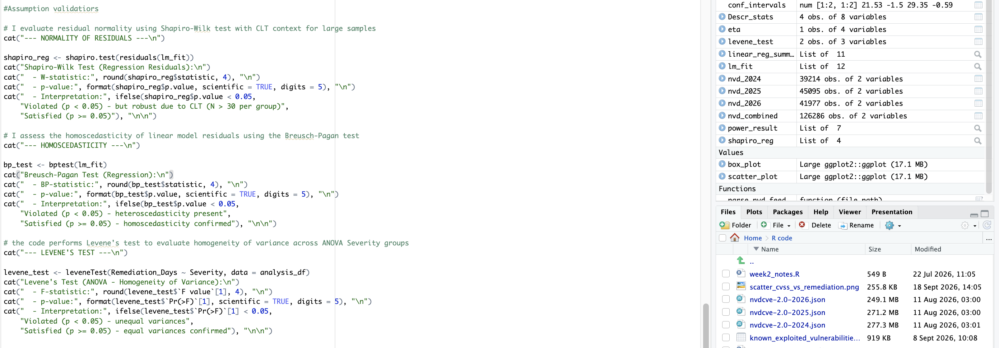 #Assumption validatiors
# I evaluate residual normality using Shapiro-Wilk test with CLT context for large samples
cat("--- NORMALITY OF RESIDUALS ---\n")
shapiro_reg <- shapiro.test(residuals(lm_fit))
cat("Shapiro-Wilk Test (Regression Residuals):\n")
cat("  - W-statistic:", round(shapiro_reg$statistic, 4), "\n")
cat("  - p-value:", format(shapiro_reg$p.value, scientific = TRUE, digits = 5), "\n")
cat("  - Interpretation:", ifelse(shapiro_reg$p.value < 0.05,
    "Violated (p < 0.05) - but robust due to CLT (N > 30 per group)",
    "Satisfied (p >= 0.05)"), "\n\n")
# I assess the homoscedasticity of linear model residuals using the Breusch-Pagan test
cat("--- HOMOSCEDASTICITY ---\n")
bp_test <- bptest(lm_fit)
cat("Breusch-Pagan Test (Regression):\n")
cat("  - BP-statistic:", round(bp_test$statistic, 4), "\n")
cat("  - p-value:", format(bp_test$p.value, scientific = TRUE, digits = 5), "\n")
cat("  - Interpretation:", ifelse(bp_test$p.value < 0.05,
    "Violated (p < 0.05) - heteroscedasticity present",
    "Satisfied (p >= 0.05) - homoscedasticity confirmed"), "\n\n")
# the code performs Levene's test to evaluate homogeneity of variance across ANOVA Severity groups
cat("--- LEVENE'S TEST ---\n")
levene_test <- leveneTest(Remediation_Days ~ Severity, data = analysis_df)
cat("Levene's Test (ANOVA - Homogeneity of Variance):\n")
cat("  - F-statistic:", round(levene_test$`F value`[1], 4), "\n")
cat("  - p-value:", format(levene_test$`Pr(>F)`[1], scientific = TRUE, digits = 5), "\n")
cat("  - Interpretation:", ifelse(levene_test$`Pr(>F)`[1] < 0.05,
    "Violated (p < 0.05) - unequal variances",
    "Satisfied (p >= 0.05) - equal variances confirmed"), "\n\n")
conf_intervals num [1:2, 1:2] 21.53 -1.5 29.35 -0.59
Descr_stats 4 obs. of 8 variables
eta 1 obs. of 4 variables
levene_test 2 obs. of 3 variables
linear_reg_summ… List of  11
lm_fit List of  12
nvd_2024 39214 obs. of 2 variables
nvd_2025 45095 obs. of 2 variables
nvd_2026 41977 obs. of 2 variables
nvd_combined 126286 obs. of 2 variables
power_result List of  7
shapiro_reg List of  4
Values
box_plot Large ggplot2::ggplot (17.1 MB)
scatter_plot Large ggplot2::ggplot (17.1 MB)
Functions
parse_nvd_feed function (file_path)
Files Plots Packages Help Viewer Presentation
Folder File Delete Rename
Home > R code ...
Name Size Modified
..
week2_notes.R 549 B 22 Jul 2026, 11:05
scatter_cvss_vs_remediation.png 255.8 KB 18 Sept 2026, 14:05
nvdcve-2.0-2026.json 249.1 MB 11 Aug 2026, 03:00
nvdcve-2.0-2025.json 271.2 MB 11 Aug 2026, 03:00
nvdcve-2.0-2024.json 277.3 MB 11 Aug 2026, 03:01
known_exploited_vulnerabilitie... 919 KB 8 Sept 2026, 10:08